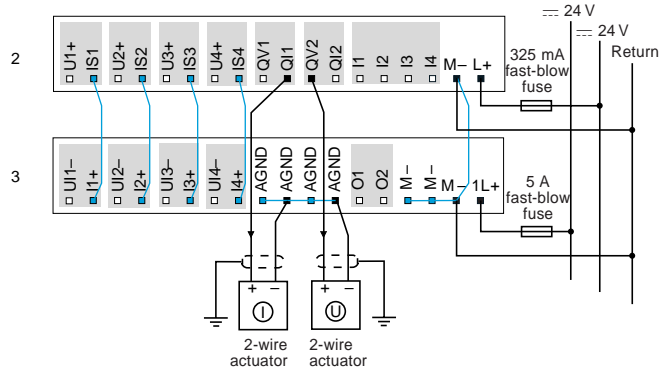 ⎓ 24 V
⎓ 24 V
Return
2
U1+ IS1 U2+ IS2 U3+ IS3 U4+ IS4 QV1 QI1 QV2 QI2 I1 I2 I3 I4 M– L+
325 mA
fast-blow
fuse
3
UI1– I1+ UI2– I2+ UI3– I3+ UI4– I4+ AGND AGND AGND AGND O1 O2 M– M– M– 1L+
5 A
fast-blow
fuse
+ – + –
I U
2-wire
actuator
2-wire
actuator